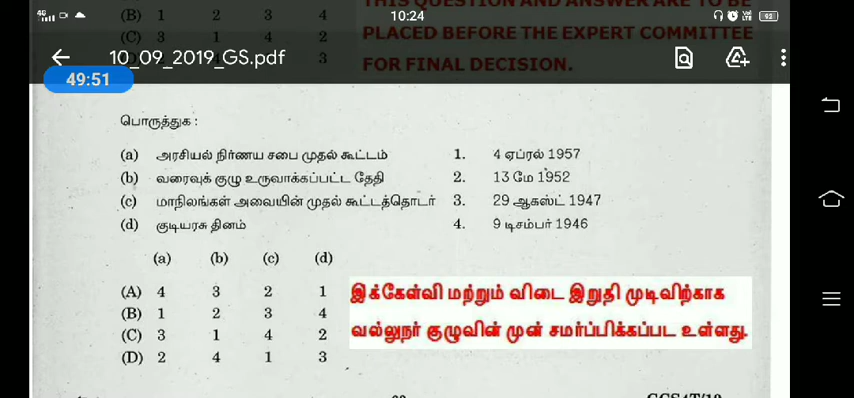 THIS QUESTION AND ANSWER ARE TO BE
(B) 1 2 3 4
4G 10:24 92
(C) 3 1 4 2 PLACED BEFORE THE EXPERT COMMITTEE
10_09_2019_GS.pdf
3 FOR FINAL DECISION.
49:51
பொருத்துக :
(a) அரசியல் நிர்ணய சபை முதல் கூட்டம் 1. 4 ஏப்ரல் 1957
(b) வரைவுக் குழு உருவாக்கப்பட்ட தேதி 2. 13 மே 1952
(c) மாநிலங்கள் அவையின் முதல் கூட்டத்தொடர் 3. 29 ஆகஸ்ட் 1947
(d) குடியரசு தினம் 4. 9 டிசம்பர் 1946
(a) (b) (c) (d)
(A) 4 3 2 1
இக்கேள்வி மற்றும் விடை இறுதி முடிவிற்காக
(B) 1 2 3 4
(C) 3 1 4 2
வல்லுநர் குழுவின் முன் சமர்ப்பிக்கப்பட உள்ளது.
(D) 2 4 1 3